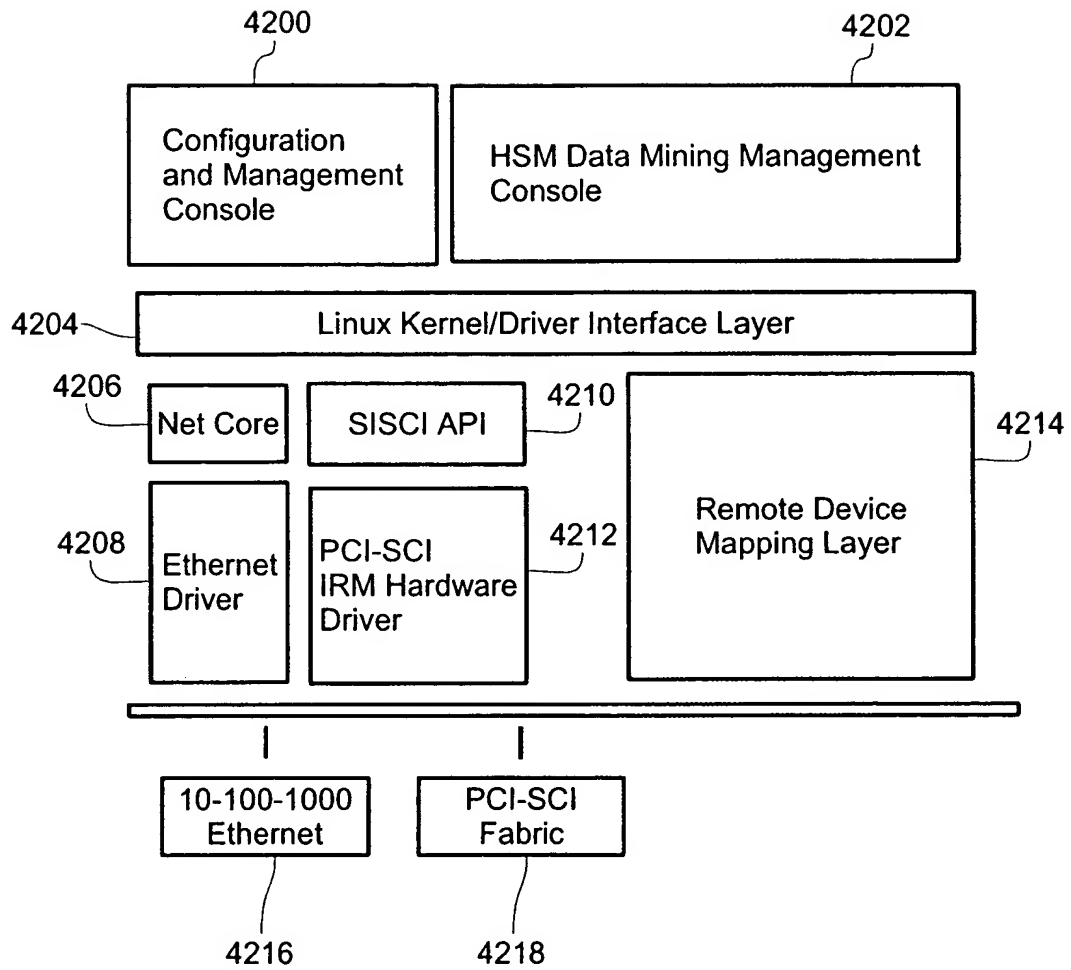 4200
4202
Configuration
and Management
Console
HSM Data Mining Management
Console
4204
Linux Kernel/Driver Interface Layer
4206
Net Core
SISCI API
4210
4214
4208
Ethernet
Driver
PCI-SCI
IRM Hardware
Driver
4212
Remote Device
Mapping Layer
10-100-1000
Ethernet
PCI-SCI
Fabric
4216
4218